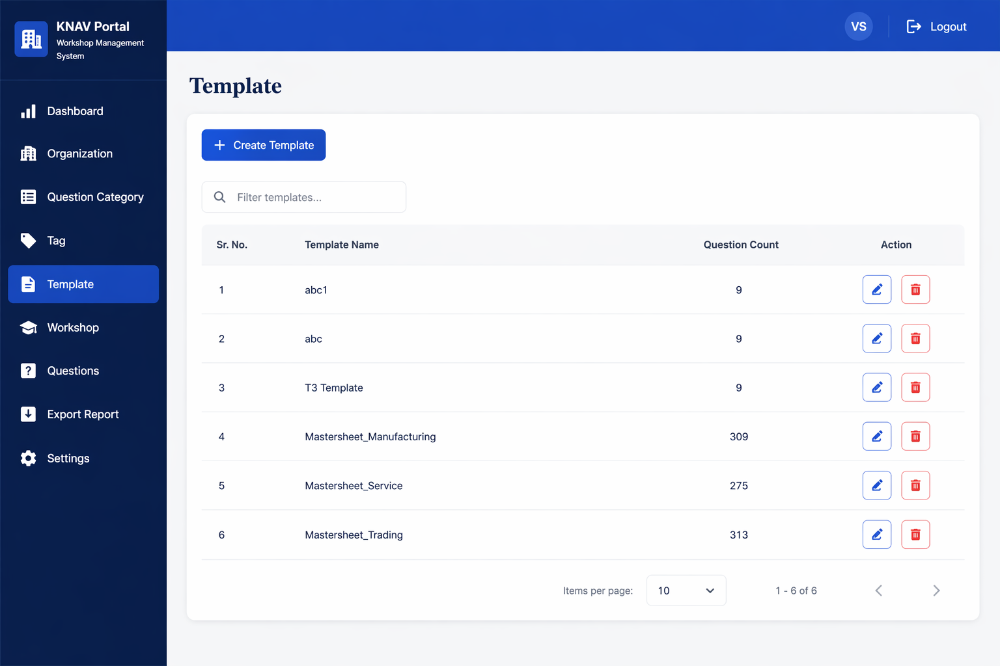 KNAV Portal
Workshop Management
System
VS
Logout
Dashboard
Organization
Question Category
Tag
Template
Workshop
Questions
Export Report
Settings
Template
+ Create Template
Filter templates...
Sr. No. Template Name Question Count Action
1 abc1 9
2 abc 9
3 T3 Template 9
4 Mastersheet_Manufacturing 309
5 Mastersheet_Service 275
6 Mastersheet_Trading 313
Items per page: 10 1 - 6 of 6